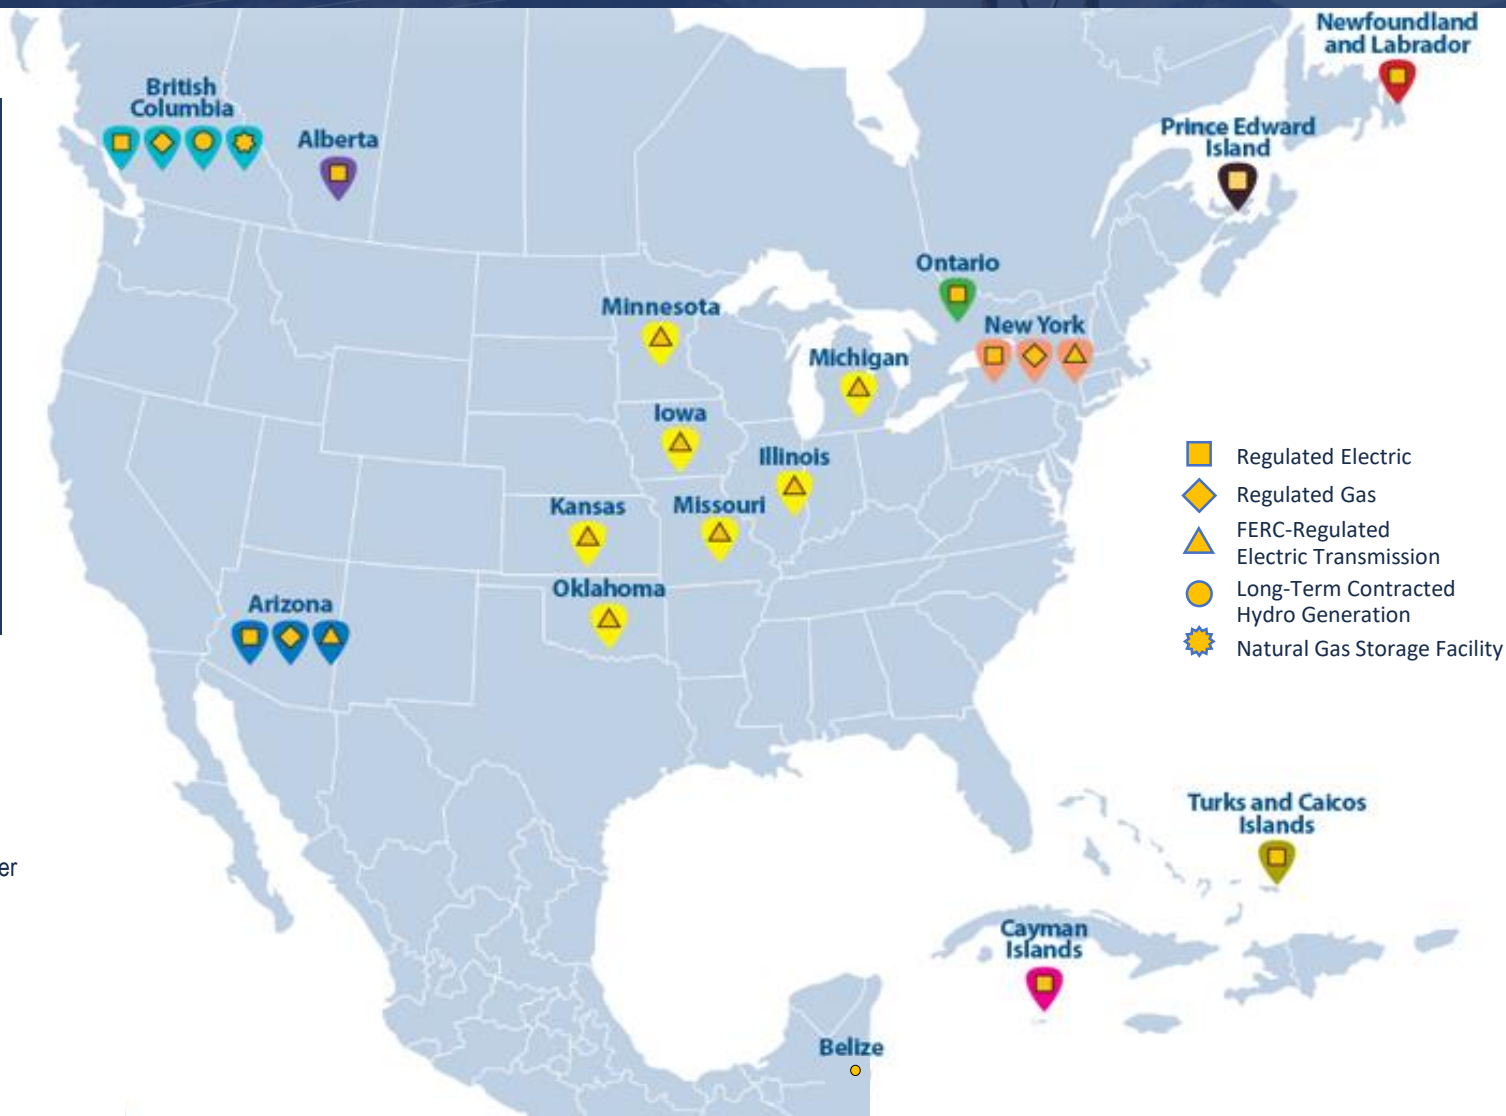 Newfoundland
and Labrador
British
Columbia
Alberta
Prince Edward
Island
Ontario
Minnesota
New York
Michigan
Iowa
Illinois
Kansas
Missouri
Oklahoma
Arizona
Regulated Electric
Regulated Gas
FERC-Regulated
Electric Transmission
Long-Term Contracted
Hydro Generation
Natural Gas Storage Facility
Turks and Caicos
Islands
er
Cayman
Islands
Belize